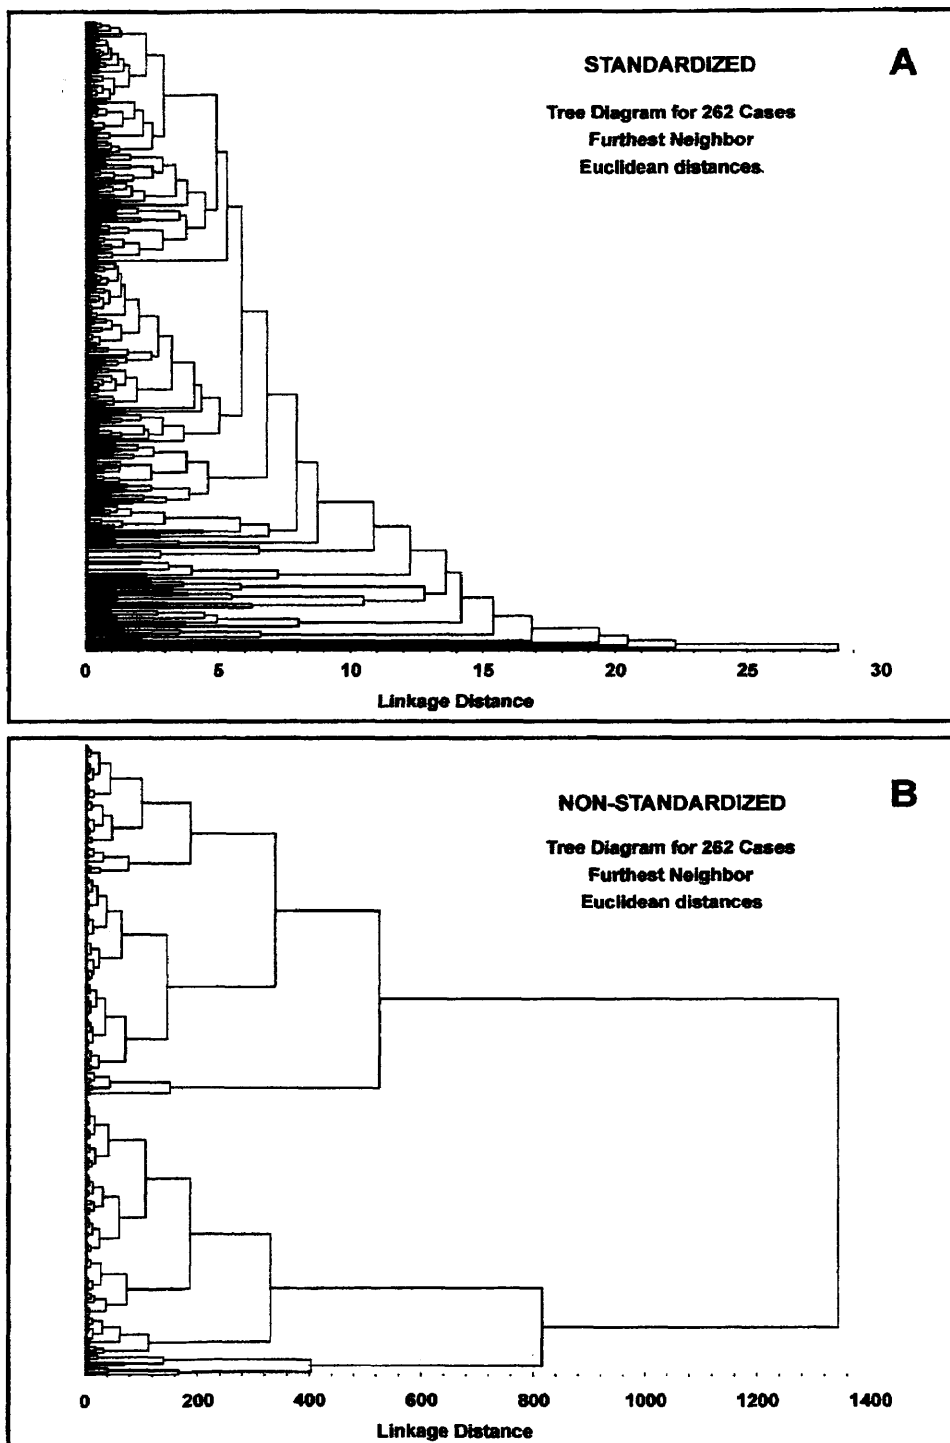 STANDARDIZED
A
Tree Diagram for 262 Cases
Furthest Neighbor
Euclidean distances.
0 5 10 15 20 25 30
Linkage Distance
NON-STANDARDIZED
B
Tree Diagram for 262 Cases
Furthest Neighbor
Euclidean distances
0 200 400 600 800 1000 1200 1400
Linkage Distance